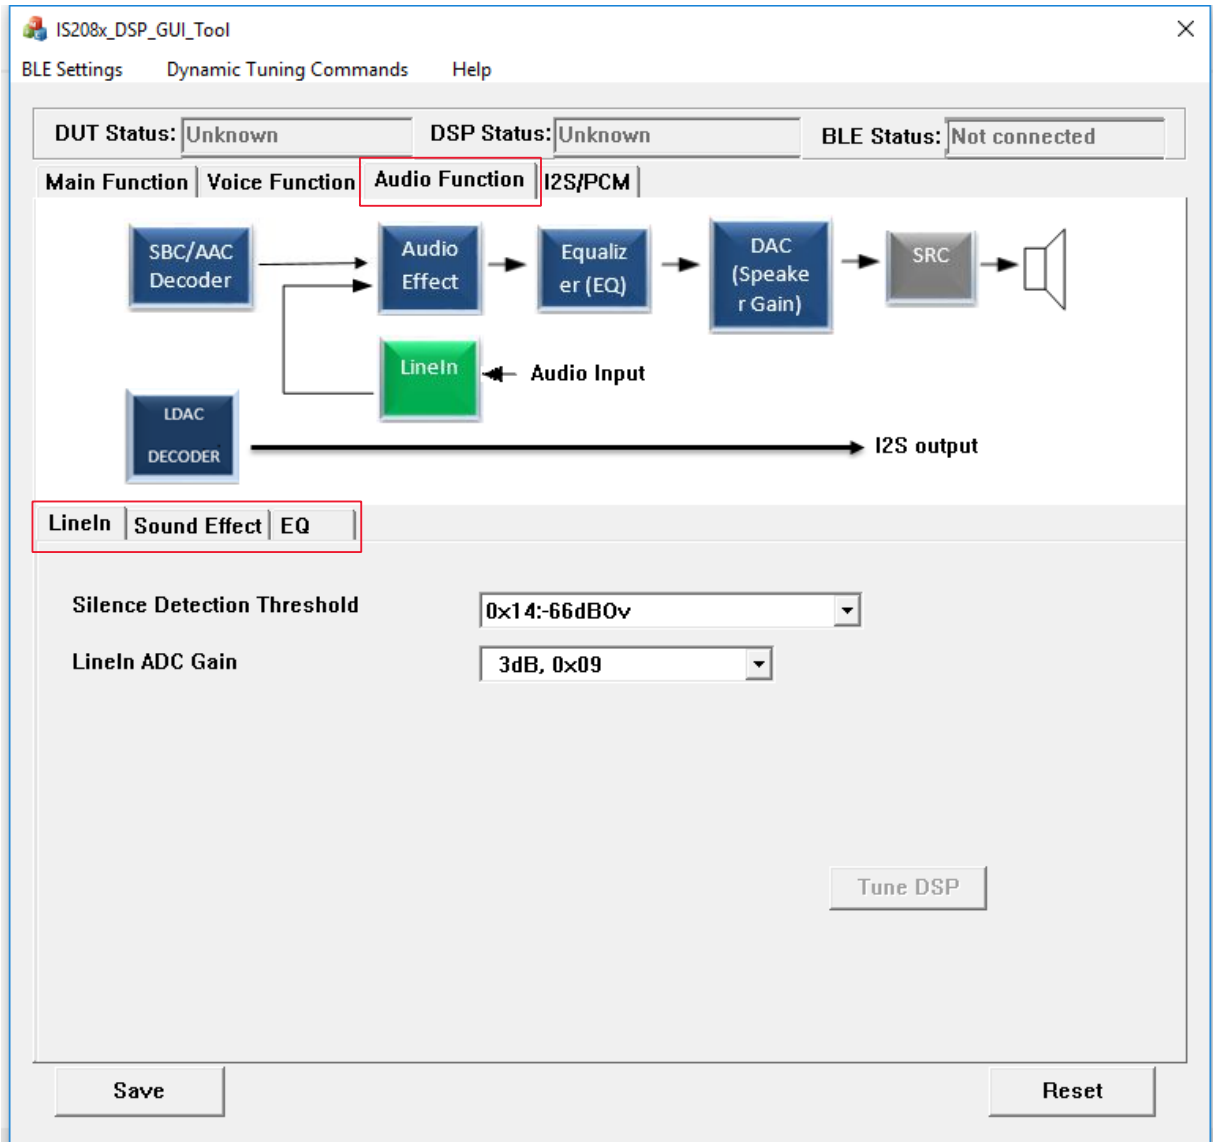 IS208x_DSP_GUI_Tool
BLE Settings Dynamic Tuning Commands Help
DUT Status: Unknown DSP Status: Unknown BLE Status: Not connected
Main Function Voice Function Audio Function I2S/PCM
SBC/AAC
Decoder
Audio
Effect
Equaliz
er (EQ)
DAC
(Speake
r Gain)
SRC
LineIn
Audio Input
LDAC
DECODER
I2S output
LineIn Sound Effect EQ
Silence Detection Threshold 0x14:-66dBOv
LineIn ADC Gain 3dB, 0x09
Tune DSP
Save Reset